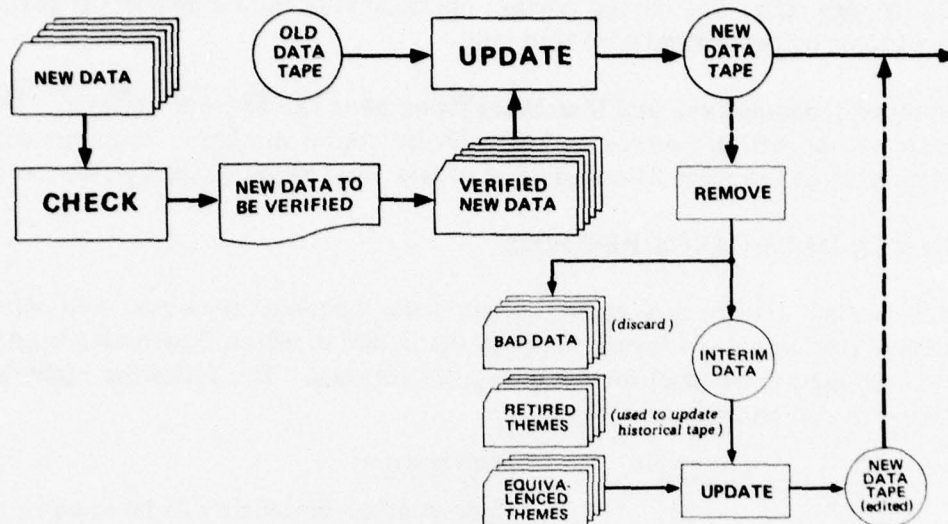 NEW DATA
OLD
DATA
TAPE
UPDATE
NEW
DATA
TAPE
CHECK
NEW DATA TO
BE VERIFIED
VERIFIED
NEW DATA
REMOVE
BAD DATA
(discard)
INTERIM
DATA
RETIRED
THEMES
(used to update
historical tape)
EQUIVA-
LENCED
THEMES
UPDATE
NEW
DATA
TAPE
(edited)